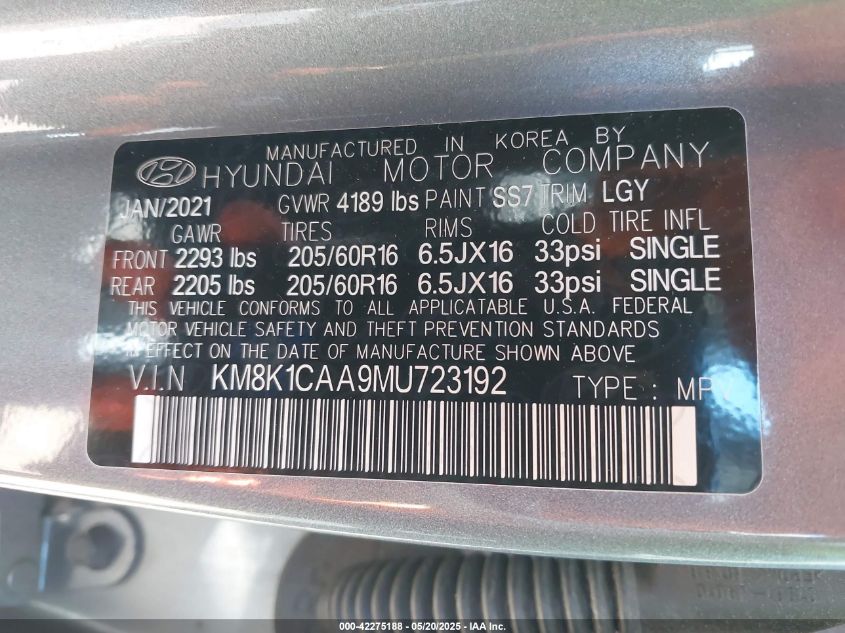 MANUFACTURED IN KOREA BY
HYUNDAI MOTOR COMPANY
JAN/2021 GVWR 4189 lbs PAINT SS7 TRIM LGY
GAWR TIRES RIMS COLD TIRE INFL
FRONT 2293 lbs 205/60R16 6.5JX16 33psi SINGLE
REAR 2205 lbs 205/60R16 6.5JX16 33psi SINGLE
THIS VEHICLE CONFORMS TO ALL APPLICATABLE U.S.A. FEDERAL
MOTOR VEHICLE SAFETY AND THEFT PREVENTION STANDARDS
IN EFFECT ON THE DATE OF MANUFACTURE SHOWN ABOVE
V.I.N KM8K1CAA9MU723192 TYPE : MPV
000-42275188 - 05/20/2025 - IAA Inc.